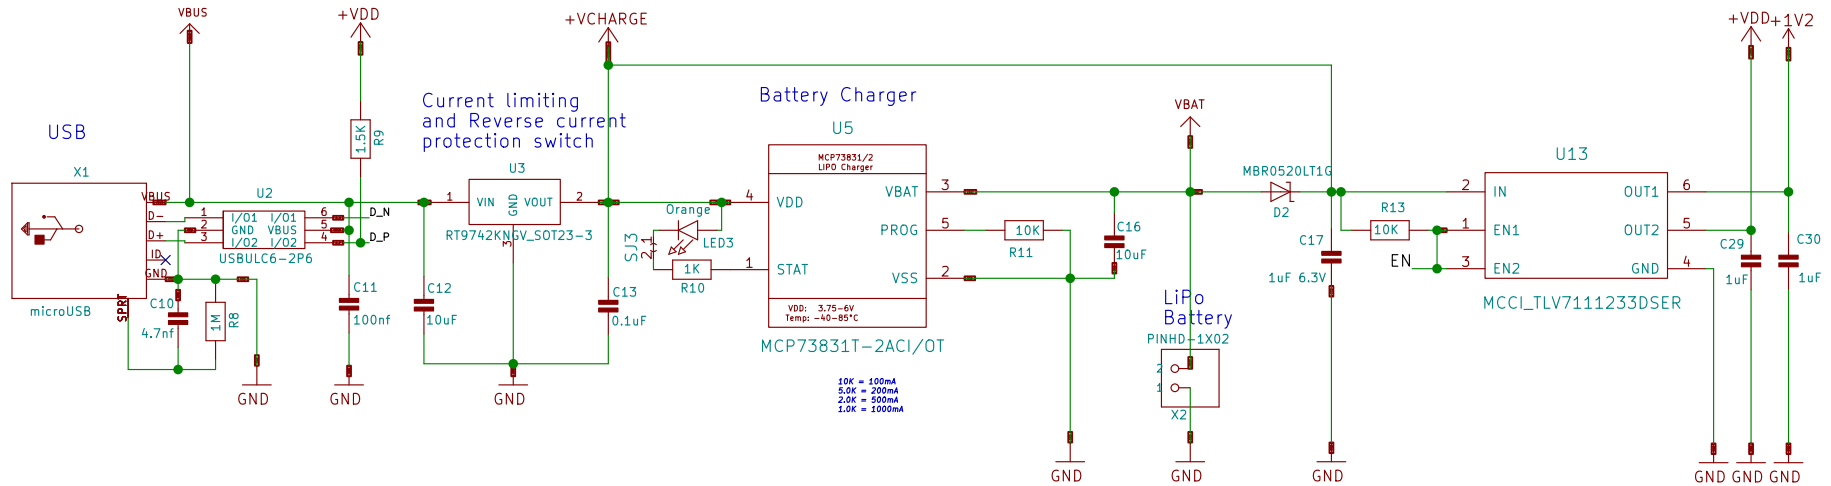 VBUS
+VDD
+VCHARGE
+VDD
+1V2
USB
Current limiting
and Reverse current
protection switch
Battery Charger
VBAT
X1
VBUS
D-
D+
ID
GND
SPRT
microUSB
U2
1
2
3
I/O1
GND
I/O2
I/O1
VBUS
I/O2
6
5
4
USBULC6-2P6
D_N
D_P
1.5K
R9
C10
4.7nf
1M
R8
GND
C11
100nf
GND
C12
10uF
U3
1
VIN
GND
VOUT
2
3
RT9742KNGV_SOT23-3
GND
C13
0.1uF
Orange
LED3
SJ3
2
1
1K
R10
U5
MCP73831/2
LIPO Charger
4
VDD
VBAT
3
PROG
5
1
STAT
VSS
2
VDD: 3.75-6V
Temp: -40-85°C
MCP73831T-2ACI/OT
10K = 100mA
5.0K = 200mA
2.0K = 500mA
1.0K = 1000mA
10K
R11
C16
10uF
GND
LiPo
Battery
PINHD-1X02
2
1
X2
GND
MBR0520LT1G
D2
C17
1uF 6.3V
GND
R13
10K
EN
U13
2
IN
OUT1
6
1
EN1
OUT2
5
3
EN2
GND
4
MCCI_TLV7111233DSER
C29
1uF
C30
1uF
GND
GND
GND